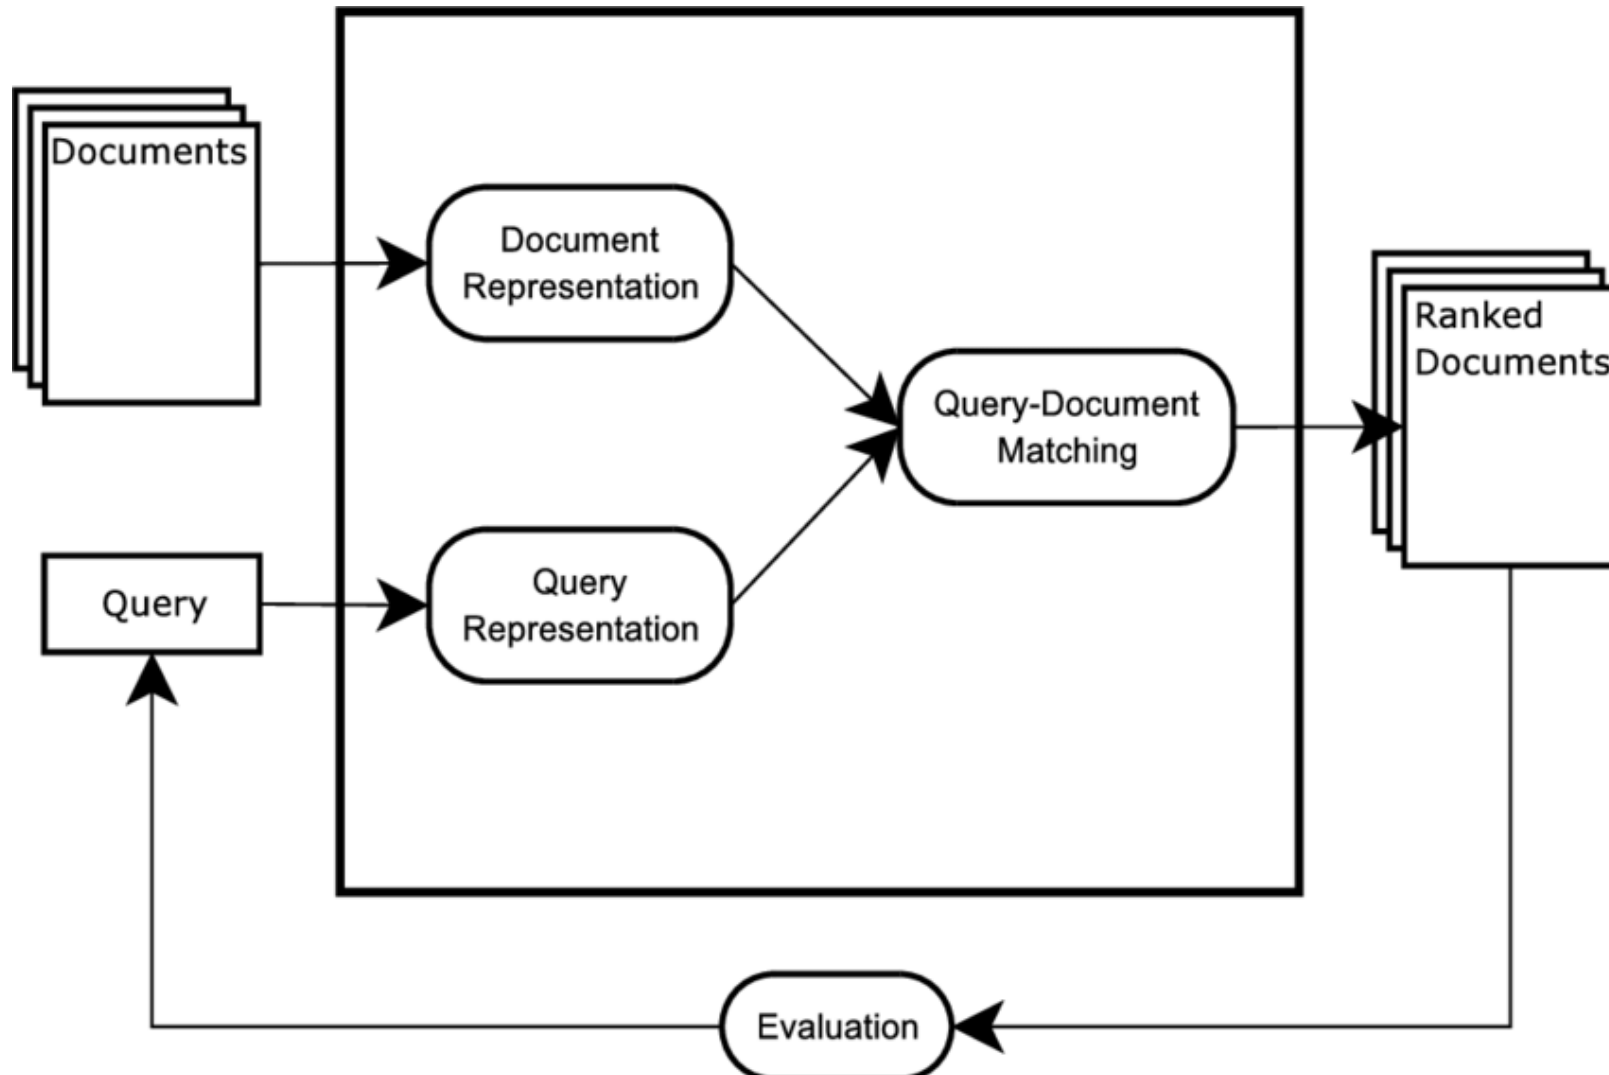 Documents
Document
Representation
Query-Document
Matching
Ranked
Documents
Query
Query
Representation
Evaluation